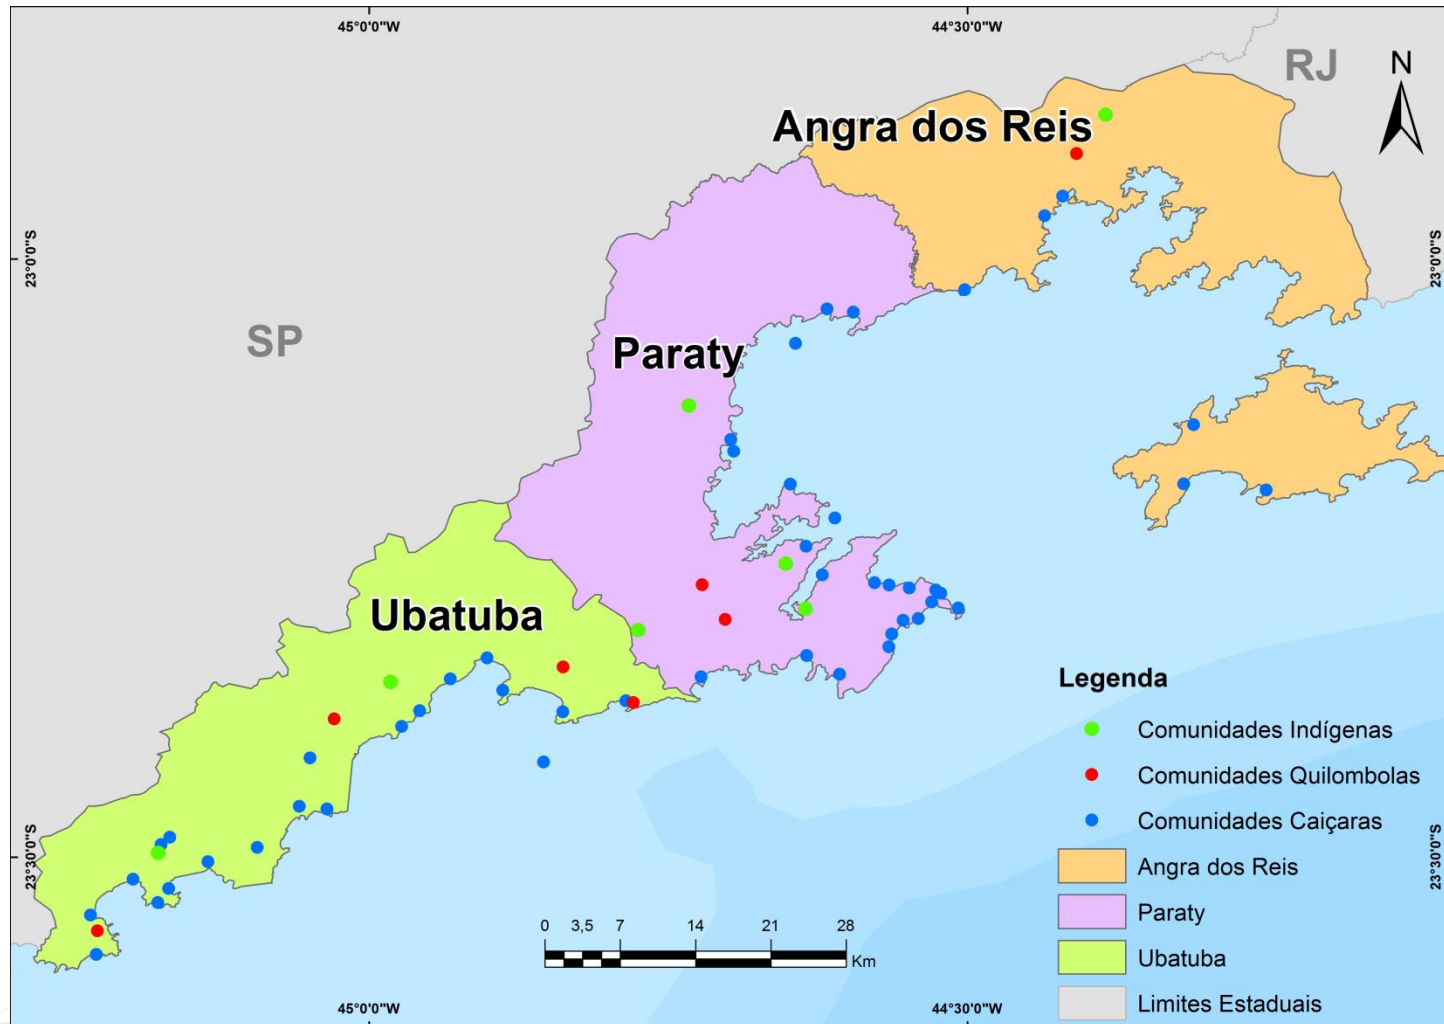 45°0'0"W
44°30'0"W
RJ
N
Angra dos Reis
23°0'0"S
23°0'0"S
SP
Paraty
Ubatuba
Legenda
Comunidades Indígenas
Comunidades Quilombolas
Comunidades Caiçaras
Angra dos Reis
Paraty
Ubatuba
Limites Estaduais
23°30'0"S
23°30'0"S
0 3,5 7 14 21 28
Km
45°0'0"W
44°30'0"W